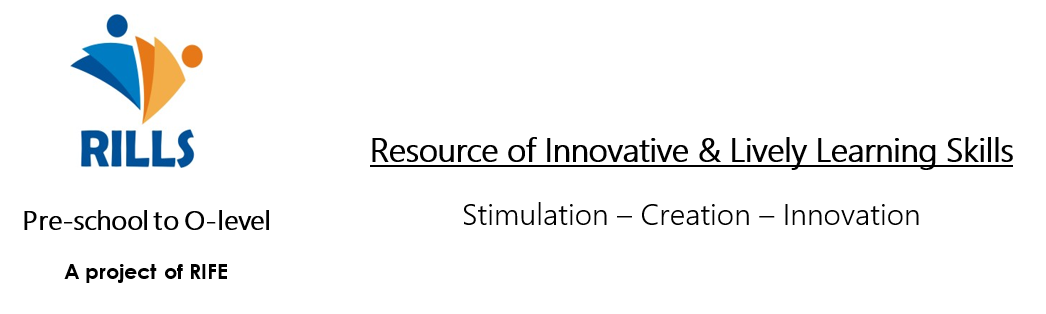 RILLS
Pre-school to O-level
A project of RIFE
Resource of Innovative & Lively Learning Skills
Stimulation – Creation – Innovation